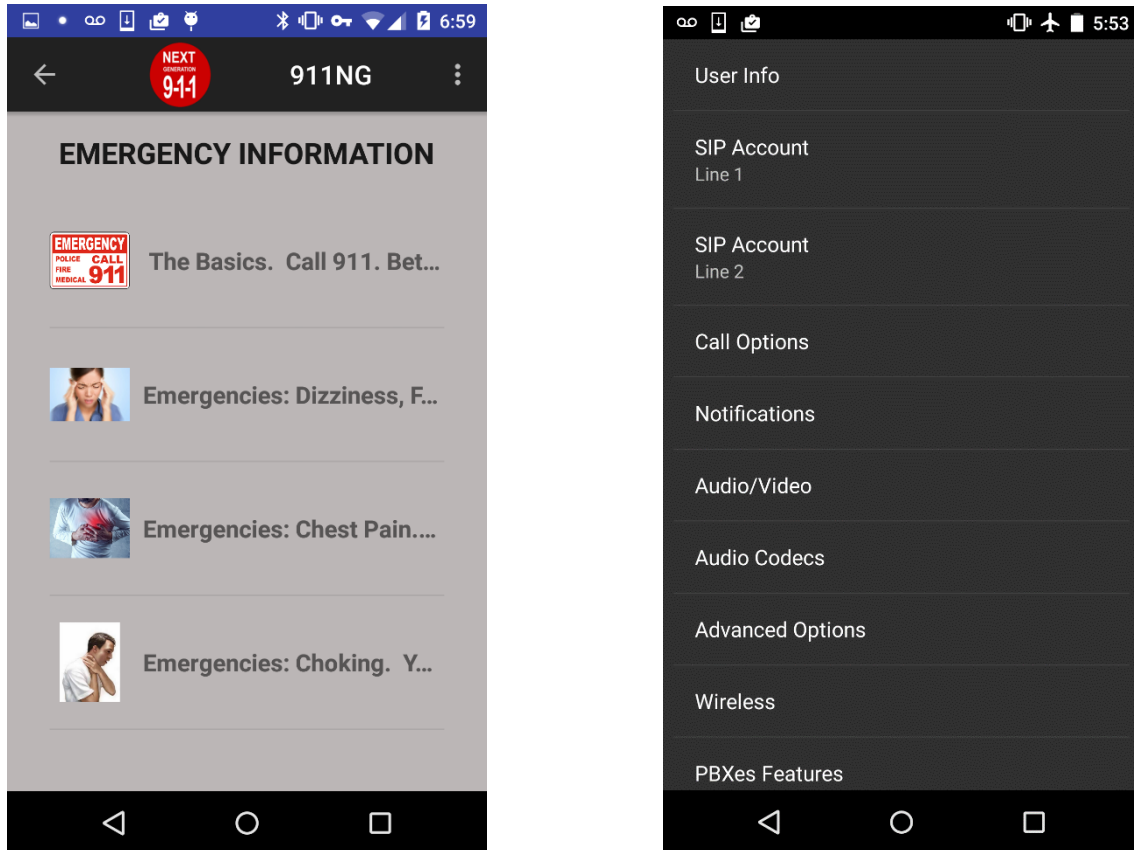 6:59
NEXT
GENERATION
9-1-1
911NG
EMERGENCY INFORMATION
EMERGENCY
POLICE CALL
FIRE
MEDICAL 911
The Basics.  Call 911. Bet...
Emergencies: Dizziness, F...
Emergencies: Chest Pain....
Emergencies: Choking.  Y...
5:53
User Info
SIP Account
Line 1
SIP Account
Line 2
Call Options
Notifications
Audio/Video
Audio Codecs
Advanced Options
Wireless
PBXes Features